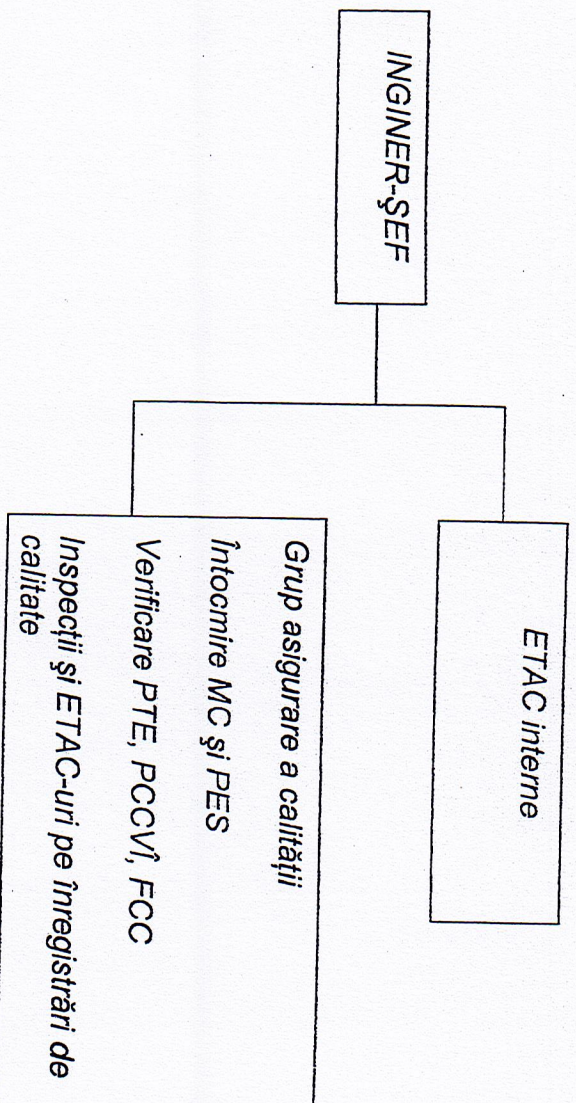 INGINER-ŞEF
ETAC interne
Grup asigurare a calităţii
Întocmire MC şi PES
Verificare PTE, PCCVÎ, FCC
Inspecţii şi ETAC-uri pe înregistrări de
calitate